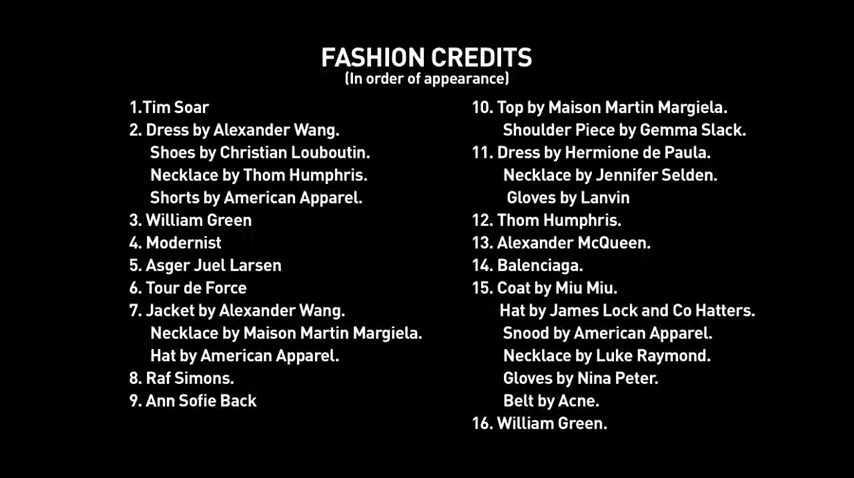 FASHION CREDITS
(In order of appearance)
1.Tim Soar
2. Dress by Alexander Wang.
Shoes by Christian Louboutin.
Necklace by Thom Humphris.
Shorts by American Apparel.
3. William Green
4. Modernist
5. Asger Juel Larsen
6. Tour de Force
7. Jacket by Alexander Wang.
Necklace by Maison Martin Margiela.
Hat by American Apparel.
8. Raf Simons.
9. Ann Sofie Back
10. Top by Maison Martin Margiela.
Shoulder Piece by Gemma Slack.
11. Dress by Hermione de Paula.
Necklace by Jennifer Selden.
Gloves by Lanvin
12. Thom Humphris.
13. Alexander McQueen.
14. Balenciaga.
15. Coat by Miu Miu.
Hat by James Lock and Co Hatters.
Snood by American Apparel.
Necklace by Luke Raymond.
Gloves by Nina Peter.
Belt by Acne.
16. William Green.